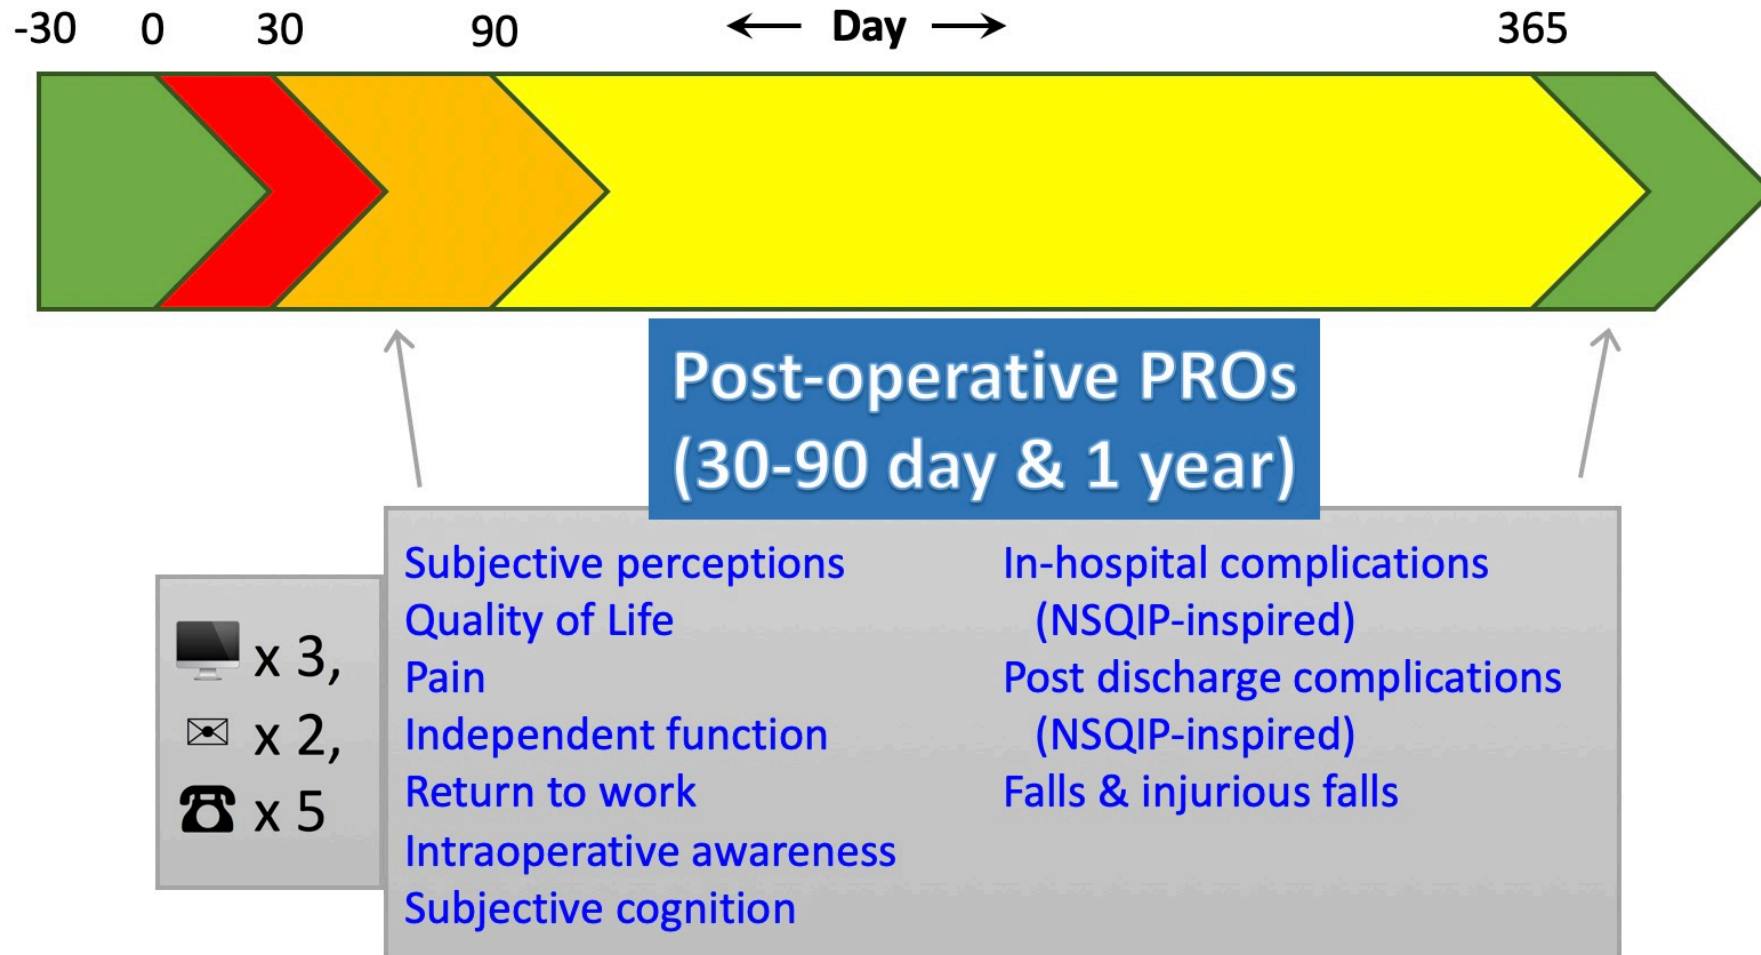 -30 0 30 90 ← Day → 365
Post-operative PROs
(30-90 day & 1 year)
x 3,
x 2,
x 5
Subjective perceptions
Quality of Life
Pain
Independent function
Return to work
Intraoperative awareness
Subjective cognition
In-hospital complications
(NSQIP-inspired)
Post discharge complications
(NSQIP-inspired)
Falls & injurious falls